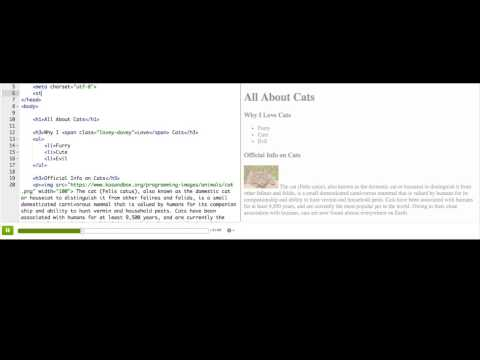 5 <meta charset="utf-8">
6 <st
7 </head>
8 <body>
9
10 <h1>All About Cats</h1>
11
12 <h3>Why I <span class="lovey-dovey">Love</span> Cats</h3>
13 <ul>
14 <li>Furry
15 <li>Cute
16 <li>Evil
17 </ul>
18
19 <h3>Official Info on Cats</h3>
20 <p><img src="https://www.kasandbox.org/programming-images/animals/cat
.png" width="100"> The cat (Felis catus), also known as the domestic cat
or housecat to distinguish it from other felines and felids, is a small
domesticated carnivorous mammal that is valued by humans for its companion
ship and ability to hunt vermin and household pests. Cats have been
associated with humans for at least 9,500 years, and are currently the
All About Cats
Why I Love Cats
Furry
Cute
Evil
Official Info on Cats
The cat (Felis catus), also known as the domestic cat or housecat to distinguish it from
other felines and felids, is a small domesticated carnivorous mammal that is valued by humans for its
companionship and ability to hunt vermin and household pests. Cats have been associated with humans
for at least 9,500 years, and are currently the most popular pet in the world. Owing to their close
association with humans, cats are now found almost everywhere on Earth.